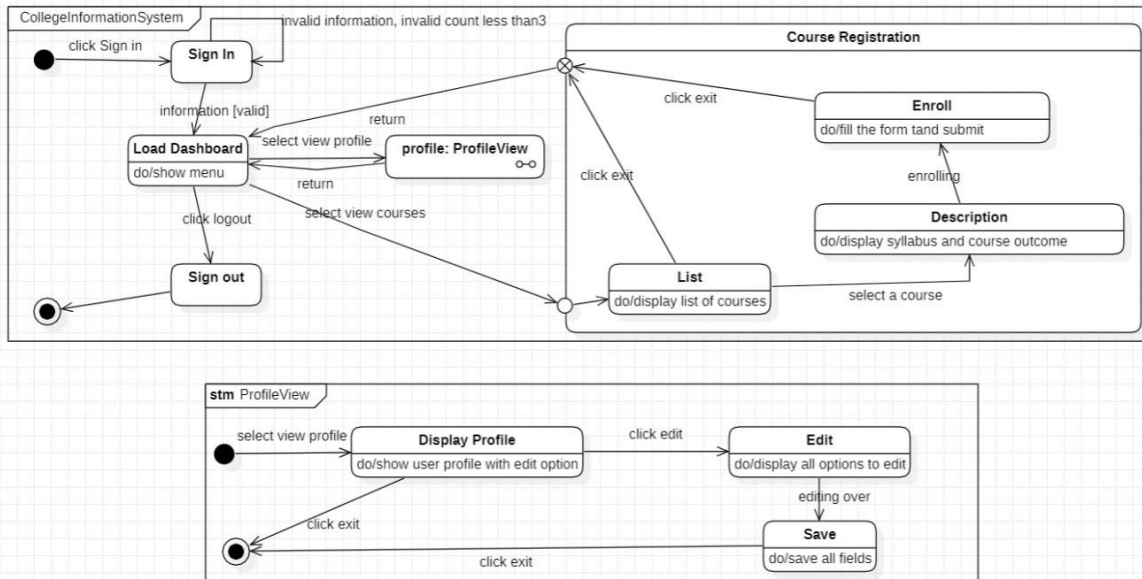 CollegeInformationSystem
invalid information, invalid count less than3
click Sign in
Sign In
Course Registration
information [valid]
click exit
Enroll
do/fill the form tand submit
return
Load Dashboard
do/show menu
select view profile
profile: ProfileView
return
click exit
enrolling
select view courses
click logout
Description
do/display syllabus and course outcome
Sign out
List
do/display list of courses
select a course
stm ProfileView
select view profile
Display Profile
do/show user profile with edit option
click edit
Edit
do/display all options to edit
editing over
click exit
Save
do/save all fields
click exit